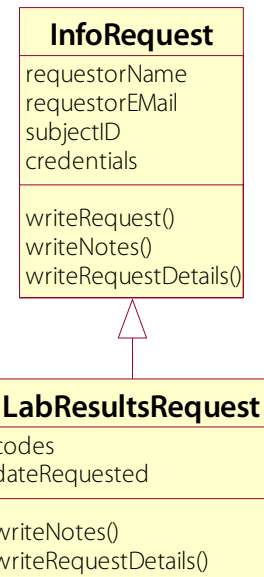 InfoRequest
requestorName
requestorEMail
subjectID
credentials
writeRequest()
writeNotes()
writeRequestDetails()
LabResultsRequest
codes
dateRequested
writeNotes()
writeRequestDetails()